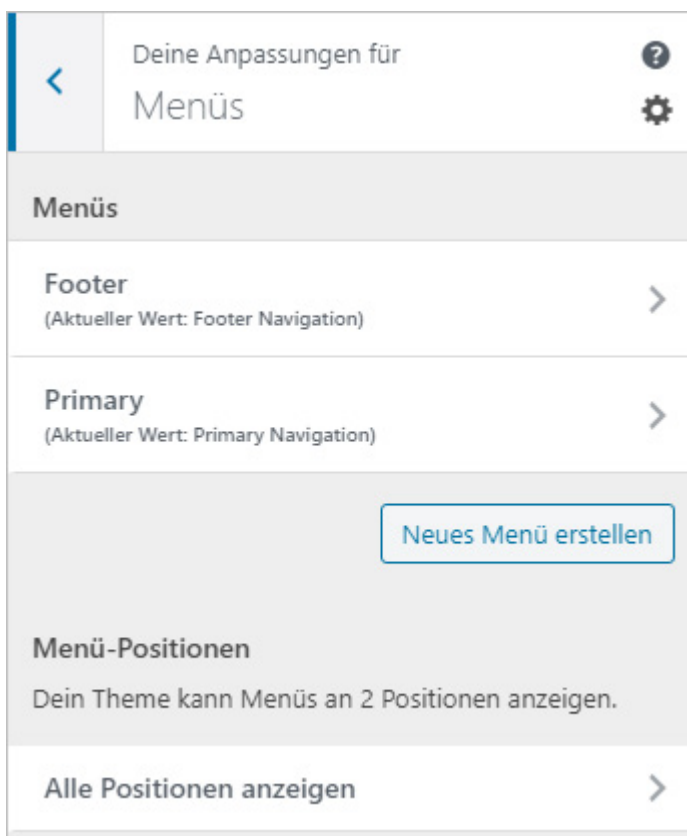 Deine Anpassungen für
Menüs
Menüs
Footer
(Aktueller Wert: Footer Navigation)
Primary
(Aktueller Wert: Primary Navigation)
Neues Menü erstellen
Menü-Positionen
Dein Theme kann Menüs an 2 Positionen anzeigen.
Alle Positionen anzeigen